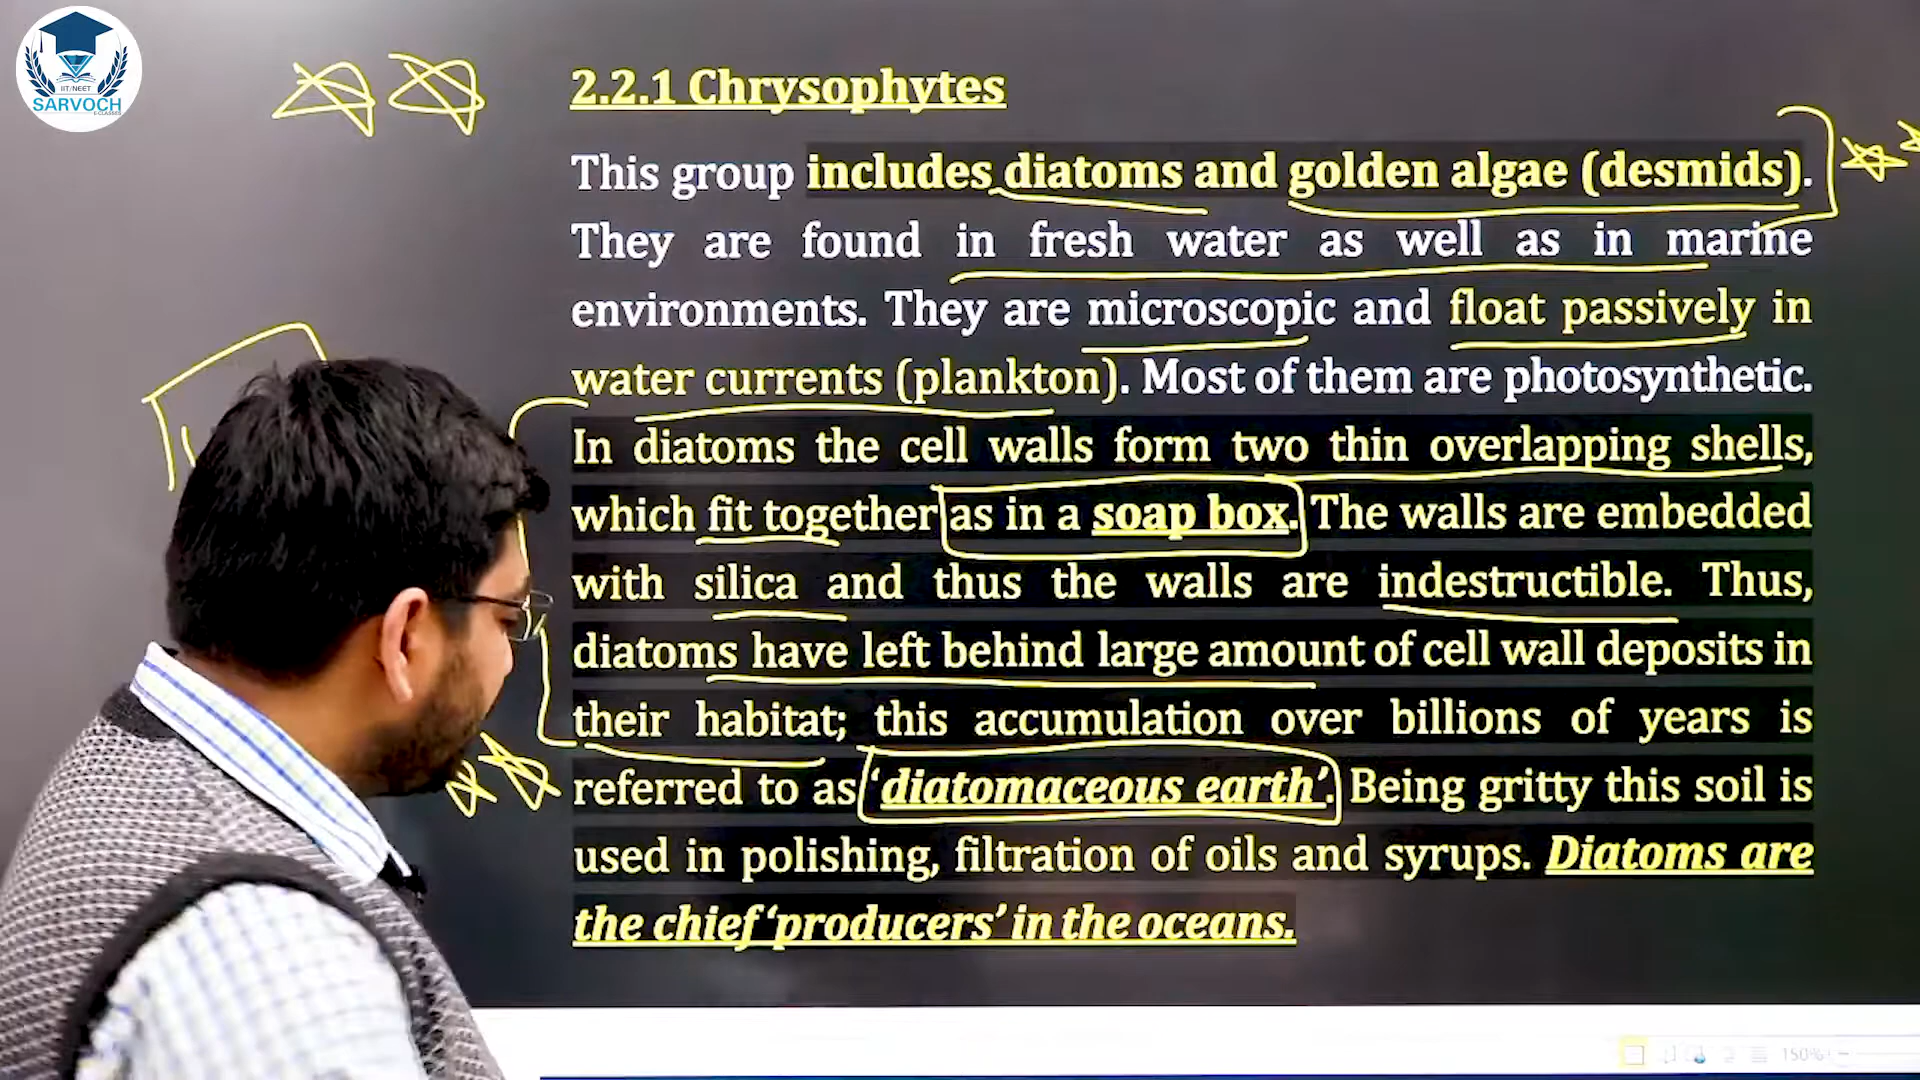 IIT/NEET
SARVOCH
E-CLASSES
2.2.1 Chrysophytes
This group includes diatoms and golden algae (desmids).
They are found in fresh water as well as in marine
environments. They are microscopic and float passively in
water currents (plankton). Most of them are photosynthetic.
In diatoms the cell walls form two thin overlapping shells,
which fit together as in a soap box. The walls are embedded
with silica and thus the walls are indestructible. Thus,
diatoms have left behind large amount of cell wall deposits in
their habitat; this accumulation over billions of years is
referred to as ‘diatomaceous earth’. Being gritty this soil is
used in polishing, filtration of oils and syrups. Diatoms are
the chief ‘producers’ in the oceans.
150%